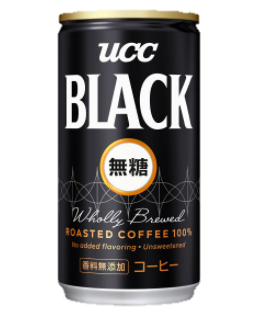 UCC
BLACK
無糖
Wholly Brewed
ROASTED COFFEE 100%
No added flavoring • Unsweetened
香料無添加 コーヒー